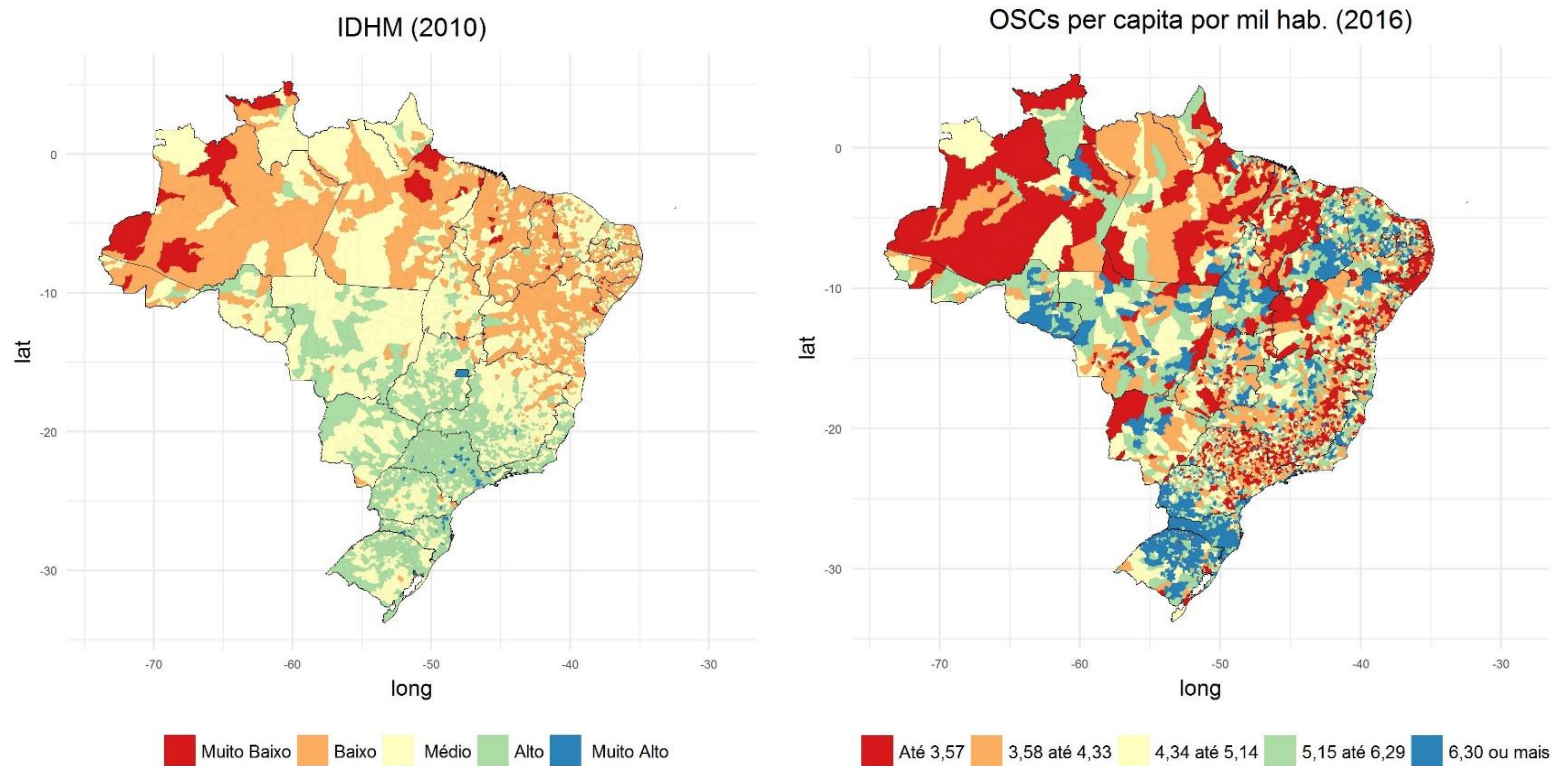 IDHM (2010)
0
-10
-20
-30
lat
-70
-60
-50
-40
-30
long
Muito Baixo
Baixo
Médio
Alto
Muito Alto
OSCs per capita por mil hab. (2016)
0
-10
-20
-30
lat
-70
-60
-50
-40
-30
long
Até 3,57
3,58 até 4,33
4,34 até 5,14
5,15 até 6,29
6,30 ou mais